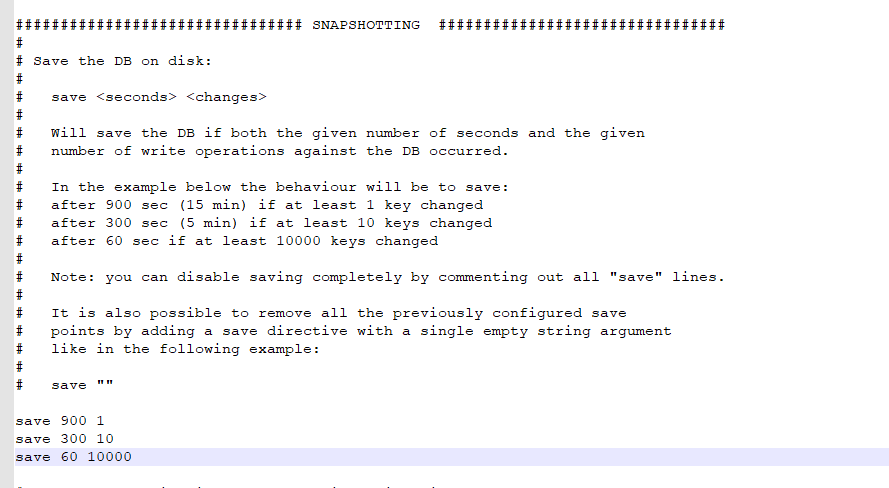 ################################ SNAPSHOTTING  ################################
#
# Save the DB on disk:
#
#   save <seconds> <changes>
#
#   Will save the DB if both the given number of seconds and the given
#   number of write operations against the DB occurred.
#
#   In the example below the behaviour will be to save:
#   after 900 sec (15 min) if at least 1 key changed
#   after 300 sec (5 min) if at least 10 keys changed
#   after 60 sec if at least 10000 keys changed
#
#   Note: you can disable saving completely by commenting out all "save" lines.
#
#   It is also possible to remove all the previously configured save
#   points by adding a save directive with a single empty string argument
#   like in the following example:
#
#   save ""

save 900 1
save 300 10
save 60 10000